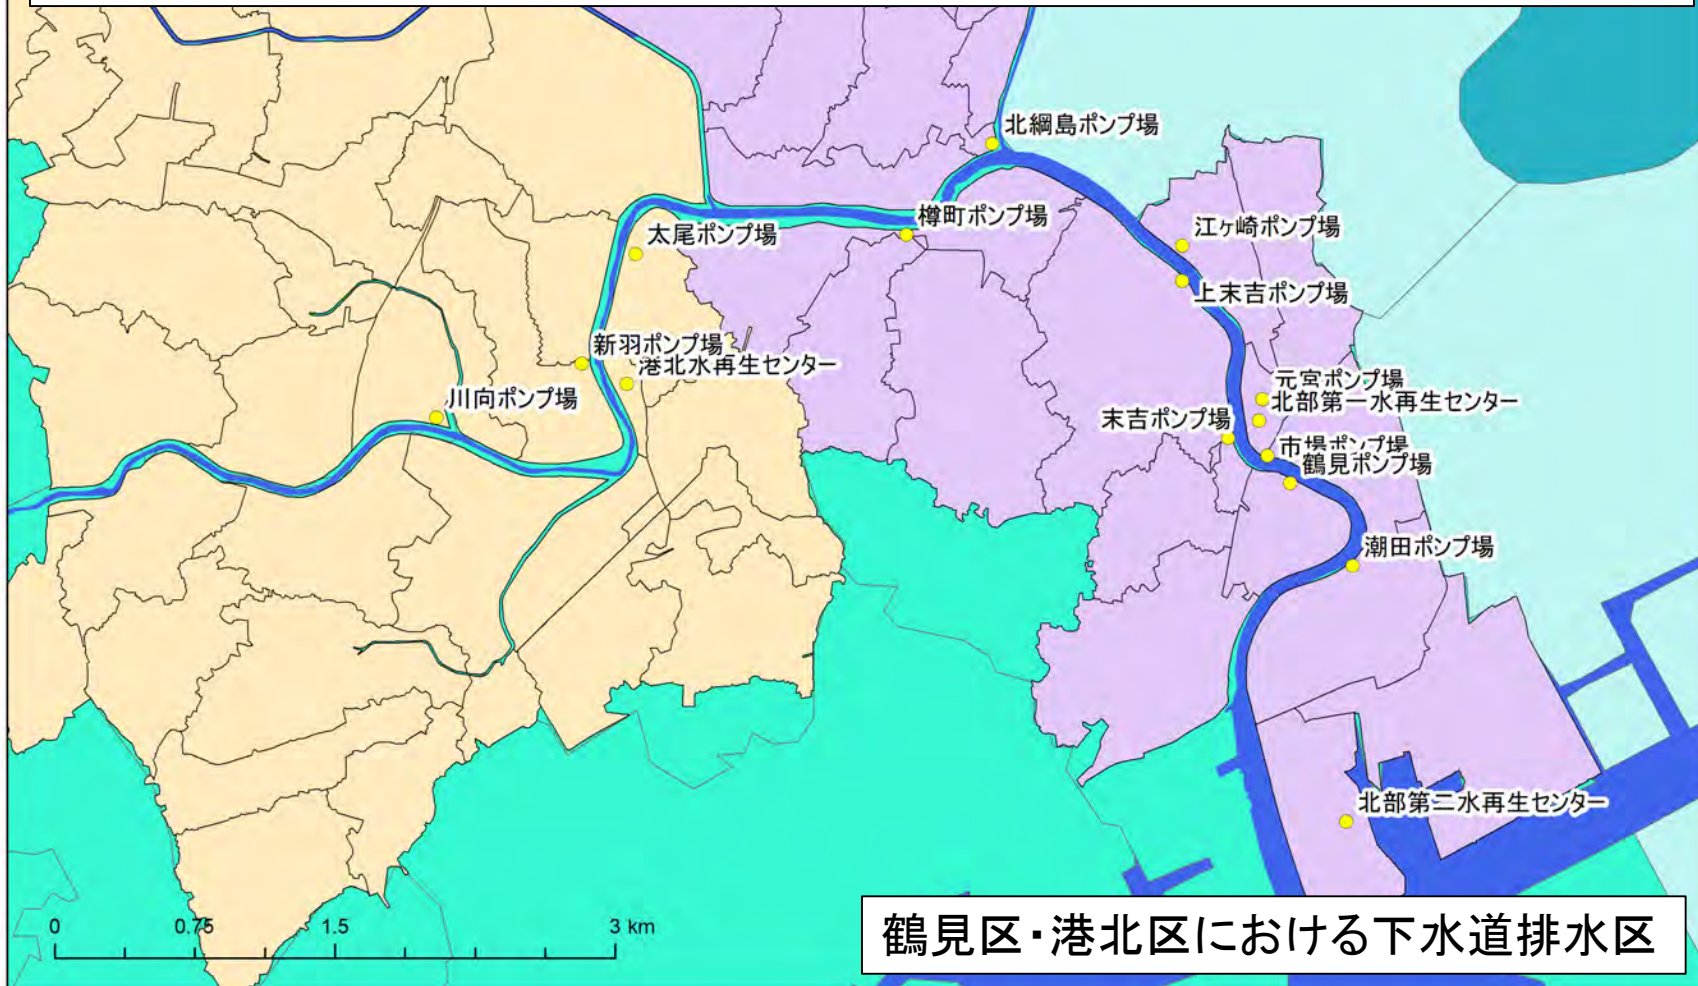 北綱島ポンプ場
樽町ポンプ場
江ヶ崎ポンプ場
太尾ポンプ場
上末吉ポンプ場
新羽ポンプ場
港北水再生センター
川向ポンプ場
元宮ポンプ場
北部第一水再生センター
末吉ポンプ場
市場ポンプ場
鶴見ポンプ場
潮田ポンプ場
北部第二水再生センター
0 0.75 1.5 3 km
鶴見区・港北区における下水道排水区